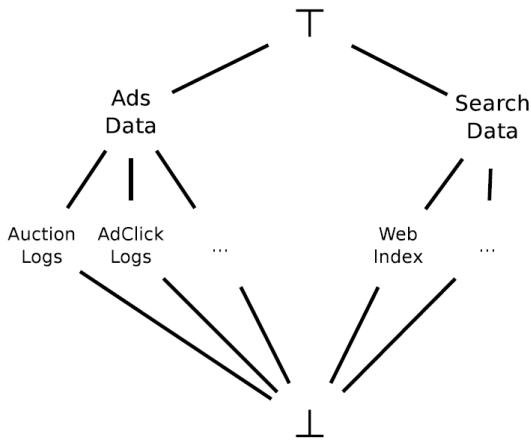 ⊤
Ads
Data
Search
Data
Auction
Logs
AdClick
Logs
...
Web
Index
...
⊥